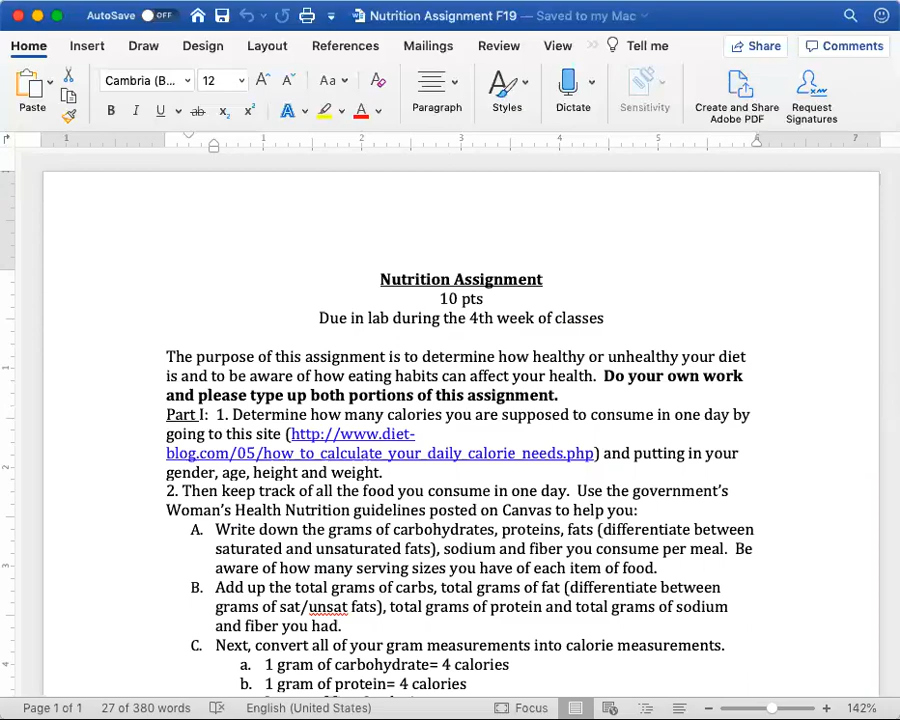 AutoSave OFF Nutrition Assignment F19 — Saved to my Mac
Home Insert Draw Design Layout References Mailings Review View Tell me Share Comments
Cambria (B... 12 Aa
Paste B I U ab x₂ x² A A Paragraph Styles Dictate Sensitivity Create and Share Adobe PDF Request Signatures
1 1 2 3 4 5 6 7
Nutrition Assignment
10 pts
Due in lab during the 4th week of classes
The purpose of this assignment is to determine how healthy or unhealthy your diet
is and to be aware of how eating habits can affect your health. Do your own work
and please type up both portions of this assignment.
Part I: 1. Determine how many calories you are supposed to consume in one day by
going to this site (http://www.diet-
blog.com/05/how_to_calculate_your_daily_calorie_needs.php) and putting in your
gender, age, height and weight.
2. Then keep track of all the food you consume in one day. Use the government's
Woman's Health Nutrition guidelines posted on Canvas to help you:
A. Write down the grams of carbohydrates, proteins, fats (differentiate between
saturated and unsaturated fats), sodium and fiber you consume per meal. Be
aware of how many serving sizes you have of each item of food.
B. Add up the total grams of carbs, total grams of fat (differentiate between
grams of sat/unsat fats), total grams of protein and total grams of sodium
and fiber you had.
C. Next, convert all of your gram measurements into calorie measurements.
a. 1 gram of carbohydrate= 4 calories
b. 1 gram of protein= 4 calories
Page 1 of 1 27 of 380 words English (United States) Focus 142%